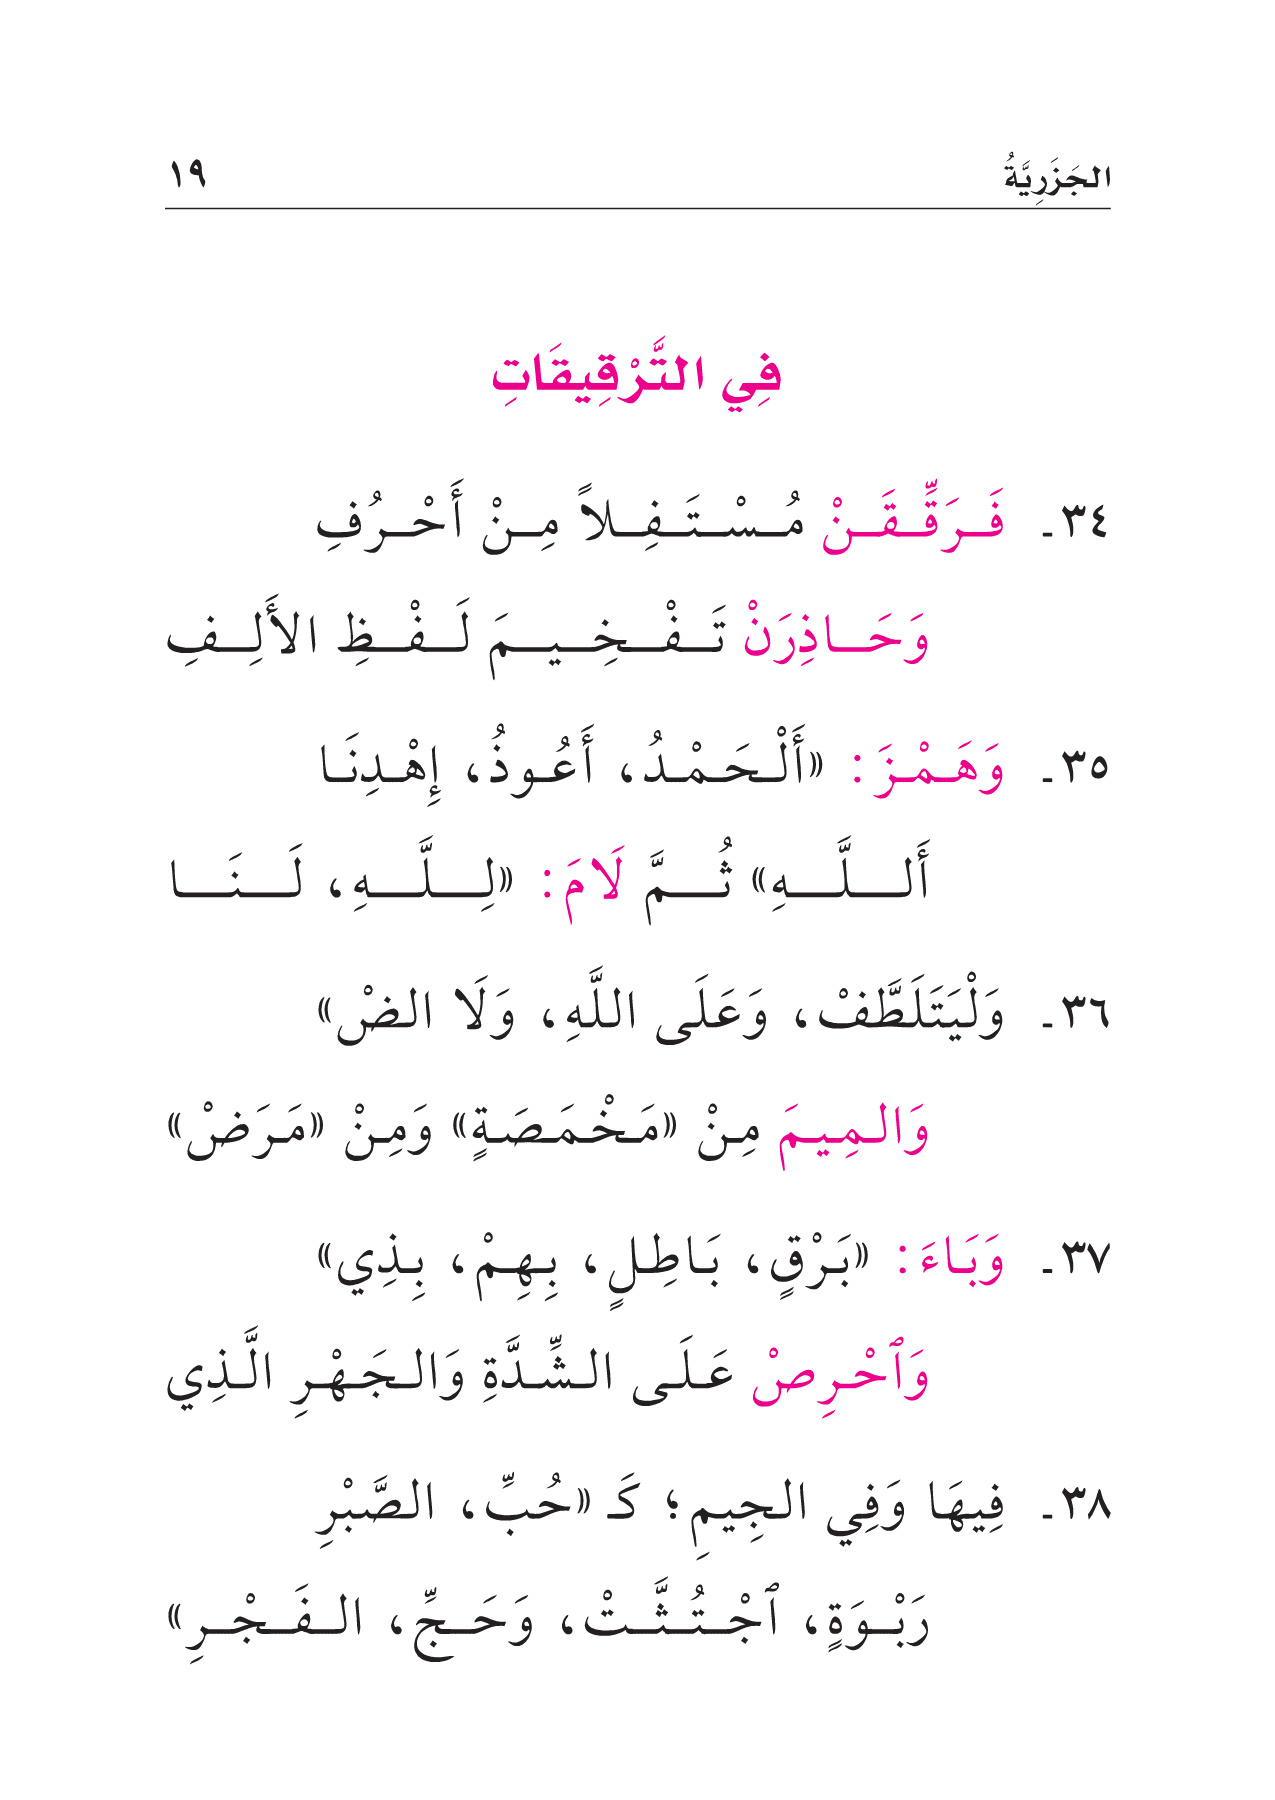 الجَزَرِيَّةُ ١٩
فِي التَّرْقِيقَاتِ
٣٤ـ فَرَقِّقَنْ مُسْتَفِلاً مِنْ أَحْرُفِ
وَحَاذِرَنْ تَفْخِيمَ لَفْظِ الأَلِفِ
٣٥ـ وَهَمْزَ: «أَلْحَمْدُ، أَعُوذُ، إِهْدِنَا
أَللَّهِ» ثُمَّ لَامَ: «لِلَّهِ، لَنَا
٣٦ـ وَلْيَتَلَطَّفْ، وَعَلَى اللَّهِ، وَلَا الضْ»
وَالمِيمَ مِنْ «مَخْمَصَةٍ» وَمِنْ «مَرَضْ»
٣٧ـ وَبَاءَ: «بَرْقٍ، بَاطِلٍ، بِهِمْ، بِذِي»
وَٱحْرِصْ عَلَى الشِّدَّةِ وَالجَهْرِ الَّذِي
٣٨ـ فِيهَا وَفِي الجِيمِ؛ كَـ «حُبِّ، الصَّبْرِ
رَبْوَةٍ، ٱجْتُثَّتْ، وَحَجِّ، الفَجْرِ»